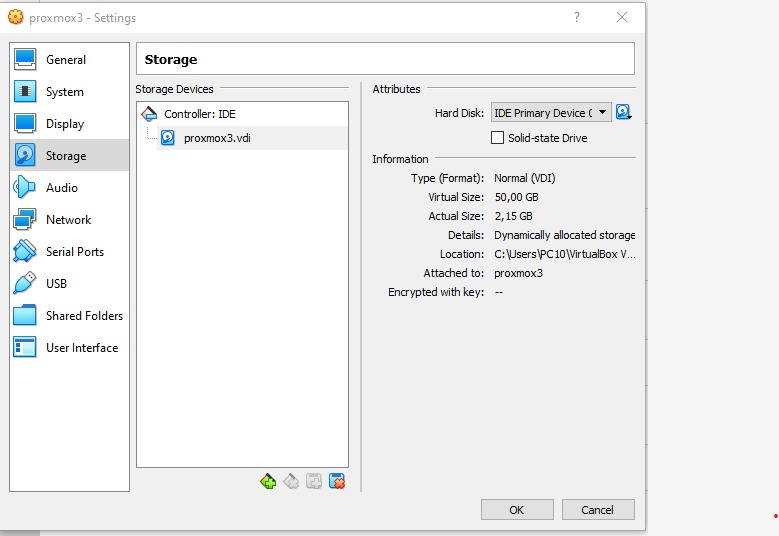 proxmox3 - Settings
?
General
System
Display
Storage
Audio
Network
Serial Ports
USB
Shared Folders
User Interface
Storage
Storage Devices
Controller: IDE
proxmox3.vdi
Attributes
Hard Disk: IDE Primary Device 0
Solid-state Drive
Information
Type (Format): Normal (VDI)
Virtual Size: 50,00 GB
Actual Size: 2,15 GB
Details: Dynamically allocated storage
Location: C:\Users\PC10\VirtualBox V...
Attached to: proxmox3
Encrypted with key: --
OK
Cancel